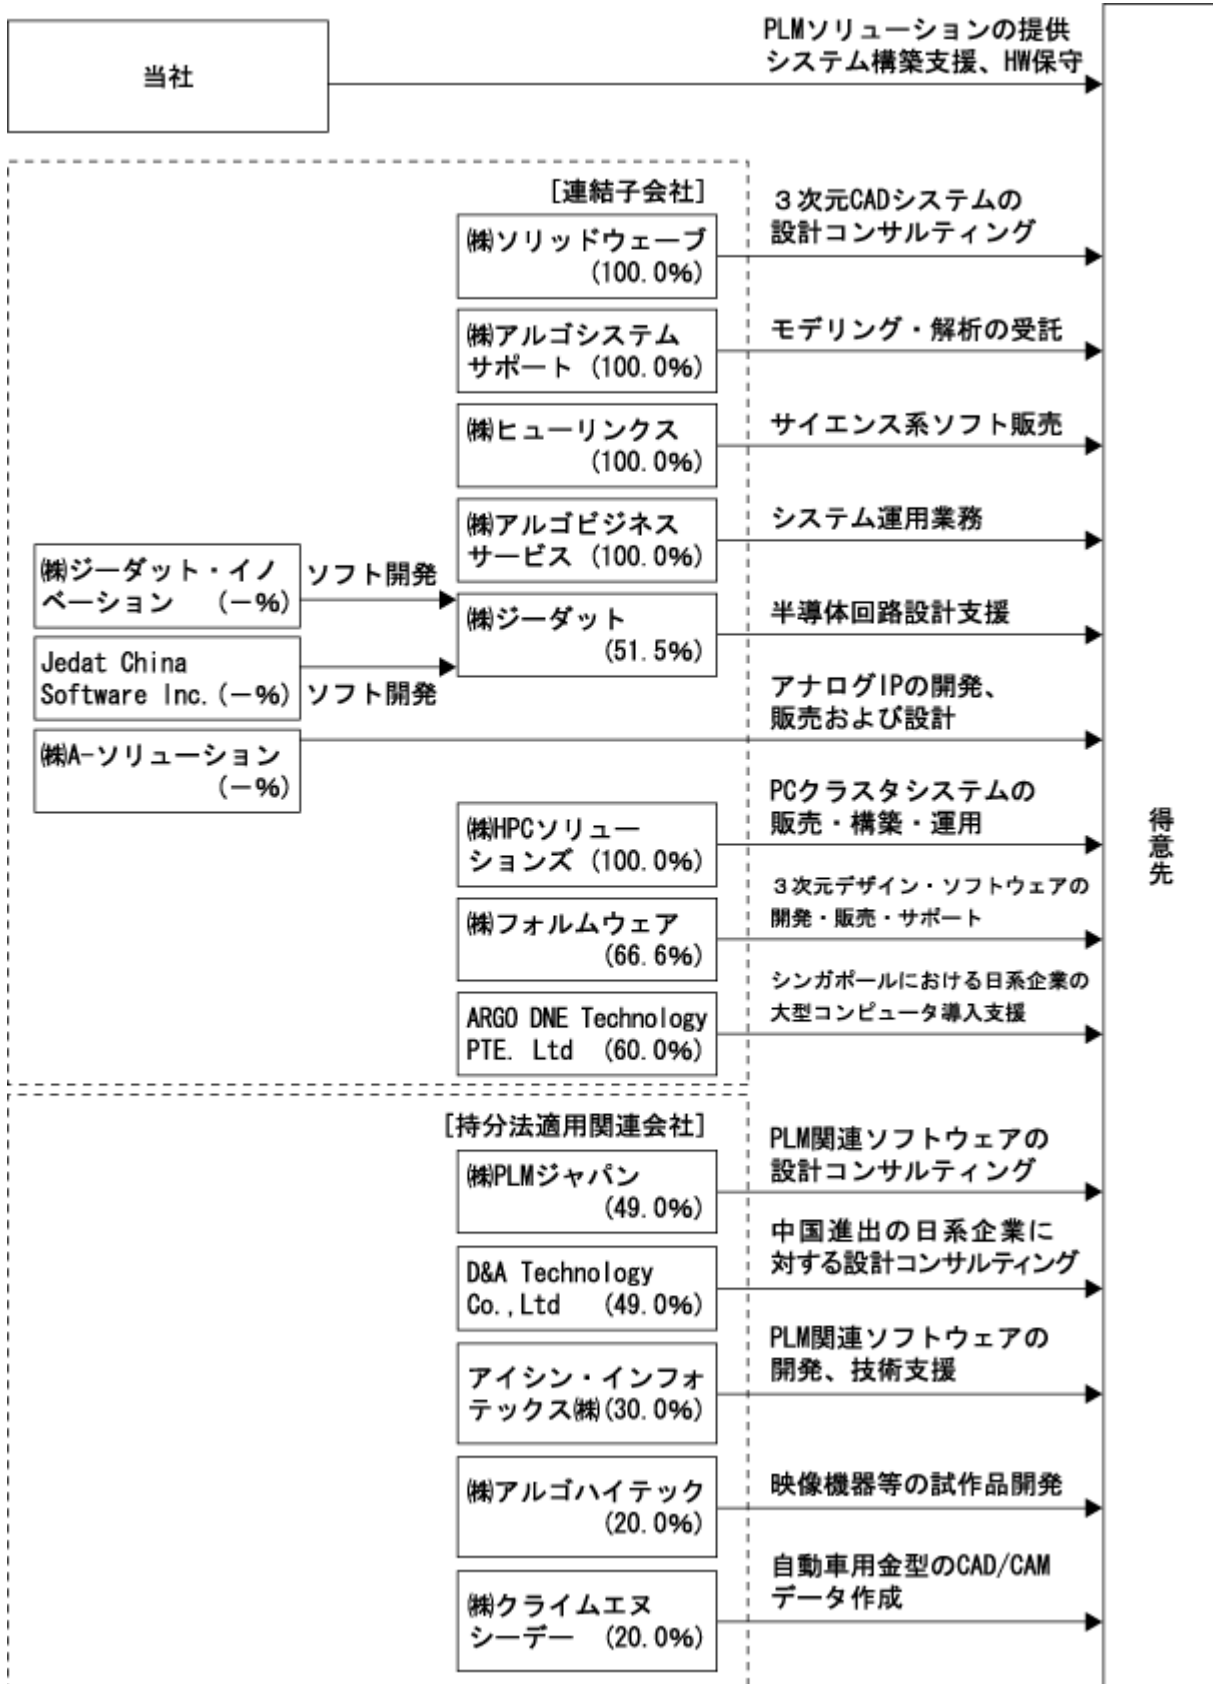 PLMソリューションの提供
システム構築支援、HW保守
当社
[連結子会社]
㈱ソリッドウェーブ
(100.0%)
3次元CADシステムの
設計コンサルティング
㈱アルゴシステム
サポート (100.0%)
モデリング・解析の受託
㈱ヒューリンクス
(100.0%)
サイエンス系ソフト販売
㈱アルゴビジネス
サービス (100.0%)
システム運用業務
㈱ジーダット・イノ
ベーション (-%)
ソフト開発
㈱ジーダット
(51.5%)
半導体回路設計支援
Jedat China
Software Inc.(-%)
ソフト開発
㈱A-ソリューション
(-%)
アナログIPの開発、
販売および設計
㈱HPCソリュー
ションズ (100.0%)
PCクラスタシステムの
販売・構築・運用
㈱フォルムウェア
(66.6%)
3次元デザイン・ソフトウェアの
開発・販売・サポート
ARGO DNE Technology
PTE. Ltd (60.0%)
シンガポールにおける日系企業の
大型コンピュータ導入支援
[持分法適用関連会社]
㈱PLMジャパン
(49.0%)
PLM関連ソフトウェアの
設計コンサルティング
D&A Technology
Co.,Ltd (49.0%)
中国進出の日系企業に
対する設計コンサルティング
アイシン・インフォ
テックス㈱(30.0%)
PLM関連ソフトウェアの
開発、技術支援
㈱アルゴハイテック
(20.0%)
映像機器等の試作品開発
㈱クライムエヌ
シーデー (20.0%)
自動車用金型のCAD/CAM
データ作成
得意先